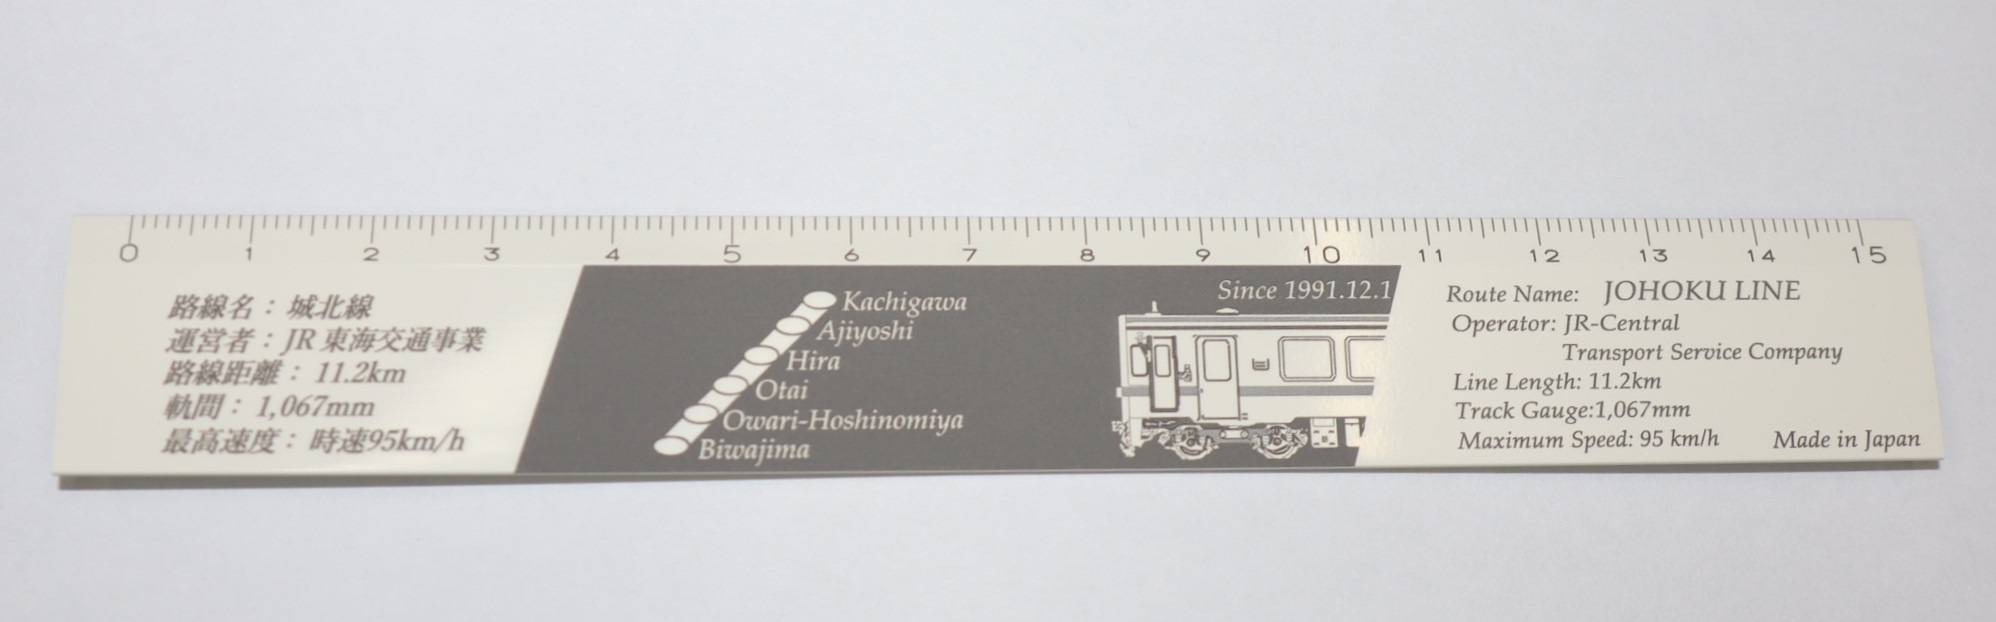 0 1 2 3 4 5 6 7 8 9 10 11 12 13 14 15
路線名：城北線
運営者：JR東海交通事業
路線距離：11.2km
軌間：1,067mm
最高速度：時速95km/h
Kachigawa
Ajiyoshi
Hira
Otai
Owari-Hoshinomiya
Biwajima
Since 1991.12.1
Route Name: JOHOKU LINE
Operator: JR-Central
Transport Service Company
Line Length: 11.2km
Track Gauge:1,067mm
Maximum Speed: 95 km/h
Made in Japan